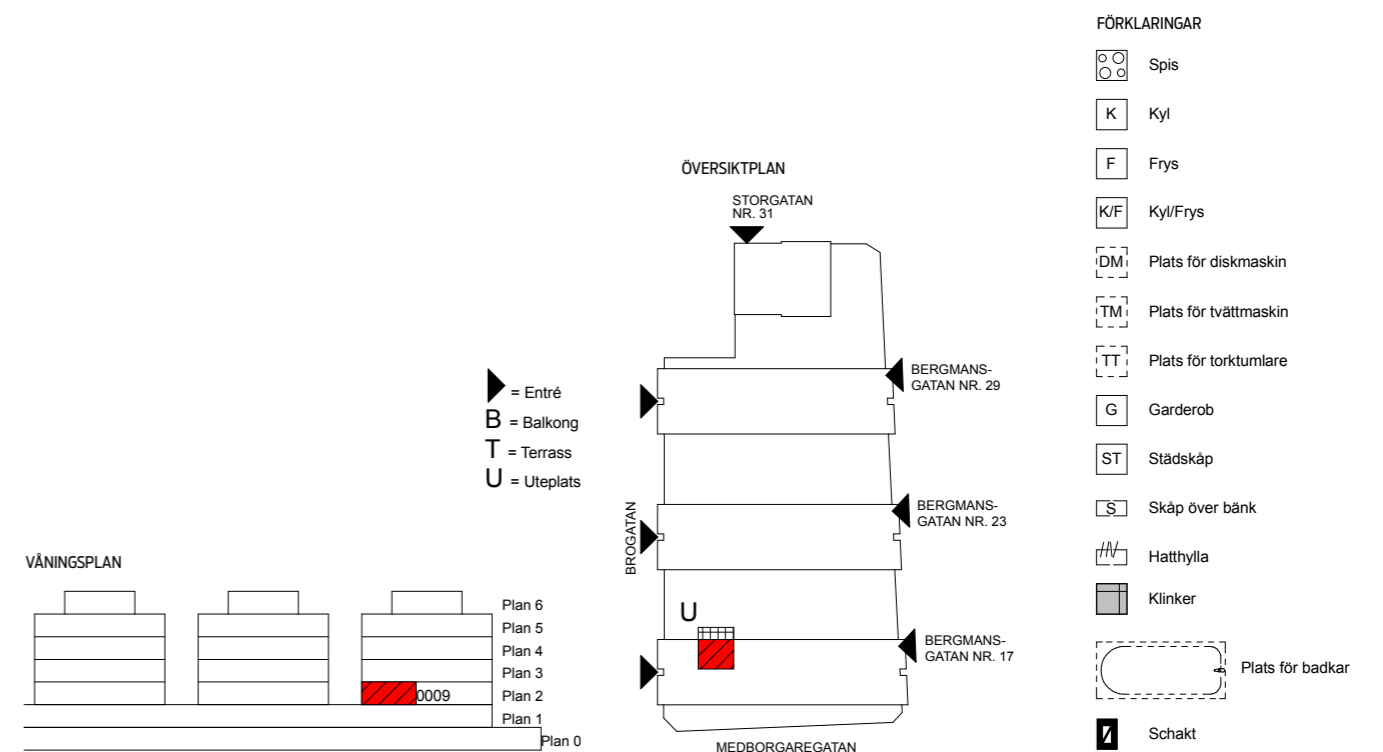 VÅNINGSPLAN
Plan 6
Plan 5
Plan 4
Plan 3
0009
Plan 2
Plan 1
Plan 0
= Entré
B = Balkong
T = Terrass
U = Uteplats
ÖVERSIKTPLAN
STORGATAN
NR. 31
BERGMANS-
GATAN NR. 29
BERGMANS-
GATAN NR. 23
BROGATAN
U
BERGMANS-
GATAN NR. 17
MEDBORGAREGATAN
FÖRKLARINGAR
Spis
K Kyl
F Frys
K/F Kyl/Frys
DM Plats för diskmaskin
TM Plats för tvättmaskin
TT Plats för torktumlare
G Garderob
ST Städskåp
S Skåp över bänk
Hatthylla
Klinker
Plats för badkar
Schakt